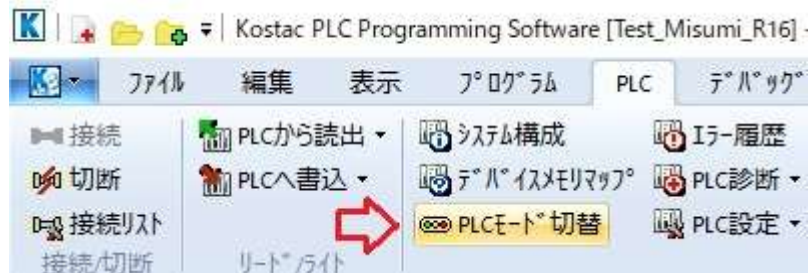 Kostac PLC Programming Software [Test_Misumi_R16] -
ﾌｧｲﾙ 編集 表示 ﾌﾟﾛｸﾞﾗﾑ PLC ﾃﾞﾊﾞｯｸﾞ
接続 PLCから読出 ｼｽﾃﾑ構成 ｴﾗｰ履歴
切断 PLCへ書込 ﾃﾞﾊﾞｲｽﾒﾓﾘﾏｯﾌﾟ PLC診断
接続ﾘｽﾄ PLCﾓｰﾄﾞ切替 PLC設定
接続/切断 ﾘｰﾄﾞ/ﾗｲﾄ